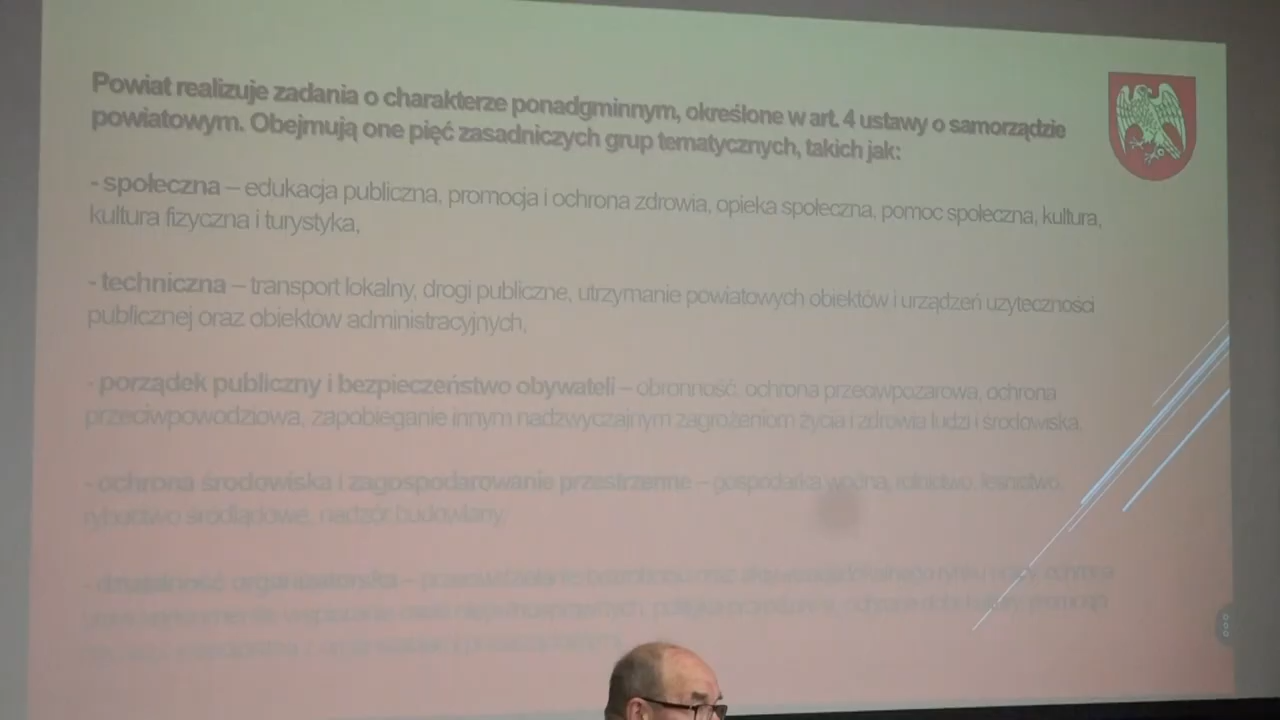 Powiat realizuje zadania o charakterze ponadgminnym, określone w art. 4 ustawy o samorządzie
powiatowym. Obejmują one pięć zasadniczych grup tematycznych, takich jak:
- społeczna – edukacja publiczna, promocja i ochrona zdrowia, opieka społeczna, pomoc społeczna, kultura,
kultura fizyczna i turystyka,
- techniczna – transport lokalny, drogi publiczne, utrzymanie powiatowych obiektów i urządzeń użyteczności
publicznej oraz obiektów administracyjnych,
- porządek publiczny i bezpieczeństwo obywateli – obronność, ochrona przeciwpożarowa, ochrona
przeciwpowodziowa, zapobieganie innym nadzwyczajnym zagrożeniom życia i zdrowia ludzi i środowiska,
- ochrona środowiska i zagospodarowanie przestrzenne – gospodarka wodna, rolnictwo, leśnictwo,
rybactwo śródlądowe, nadzór budowlany,
- działalność organizatorska –